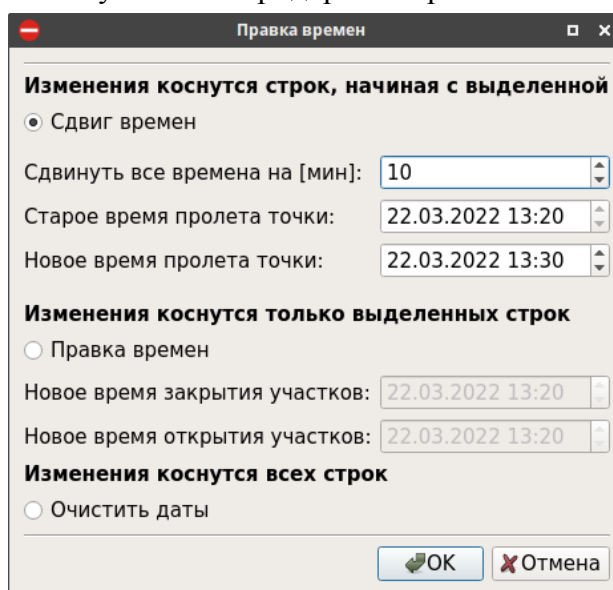 Правка времен
Изменения коснутся строк, начиная с выделенной
Сдвиг времен
Сдвинуть все времена на [мин]: 10
Старое время пролета точки: 22.03.2022 13:20
Новое время пролета точки: 22.03.2022 13:30
Изменения коснутся только выделенных строк
Правка времен
Новое время закрытия участков: 22.03.2022 13:20
Новое время открытия участков: 22.03.2022 13:20
Изменения коснутся всех строк
Очистить даты
OK Отмена